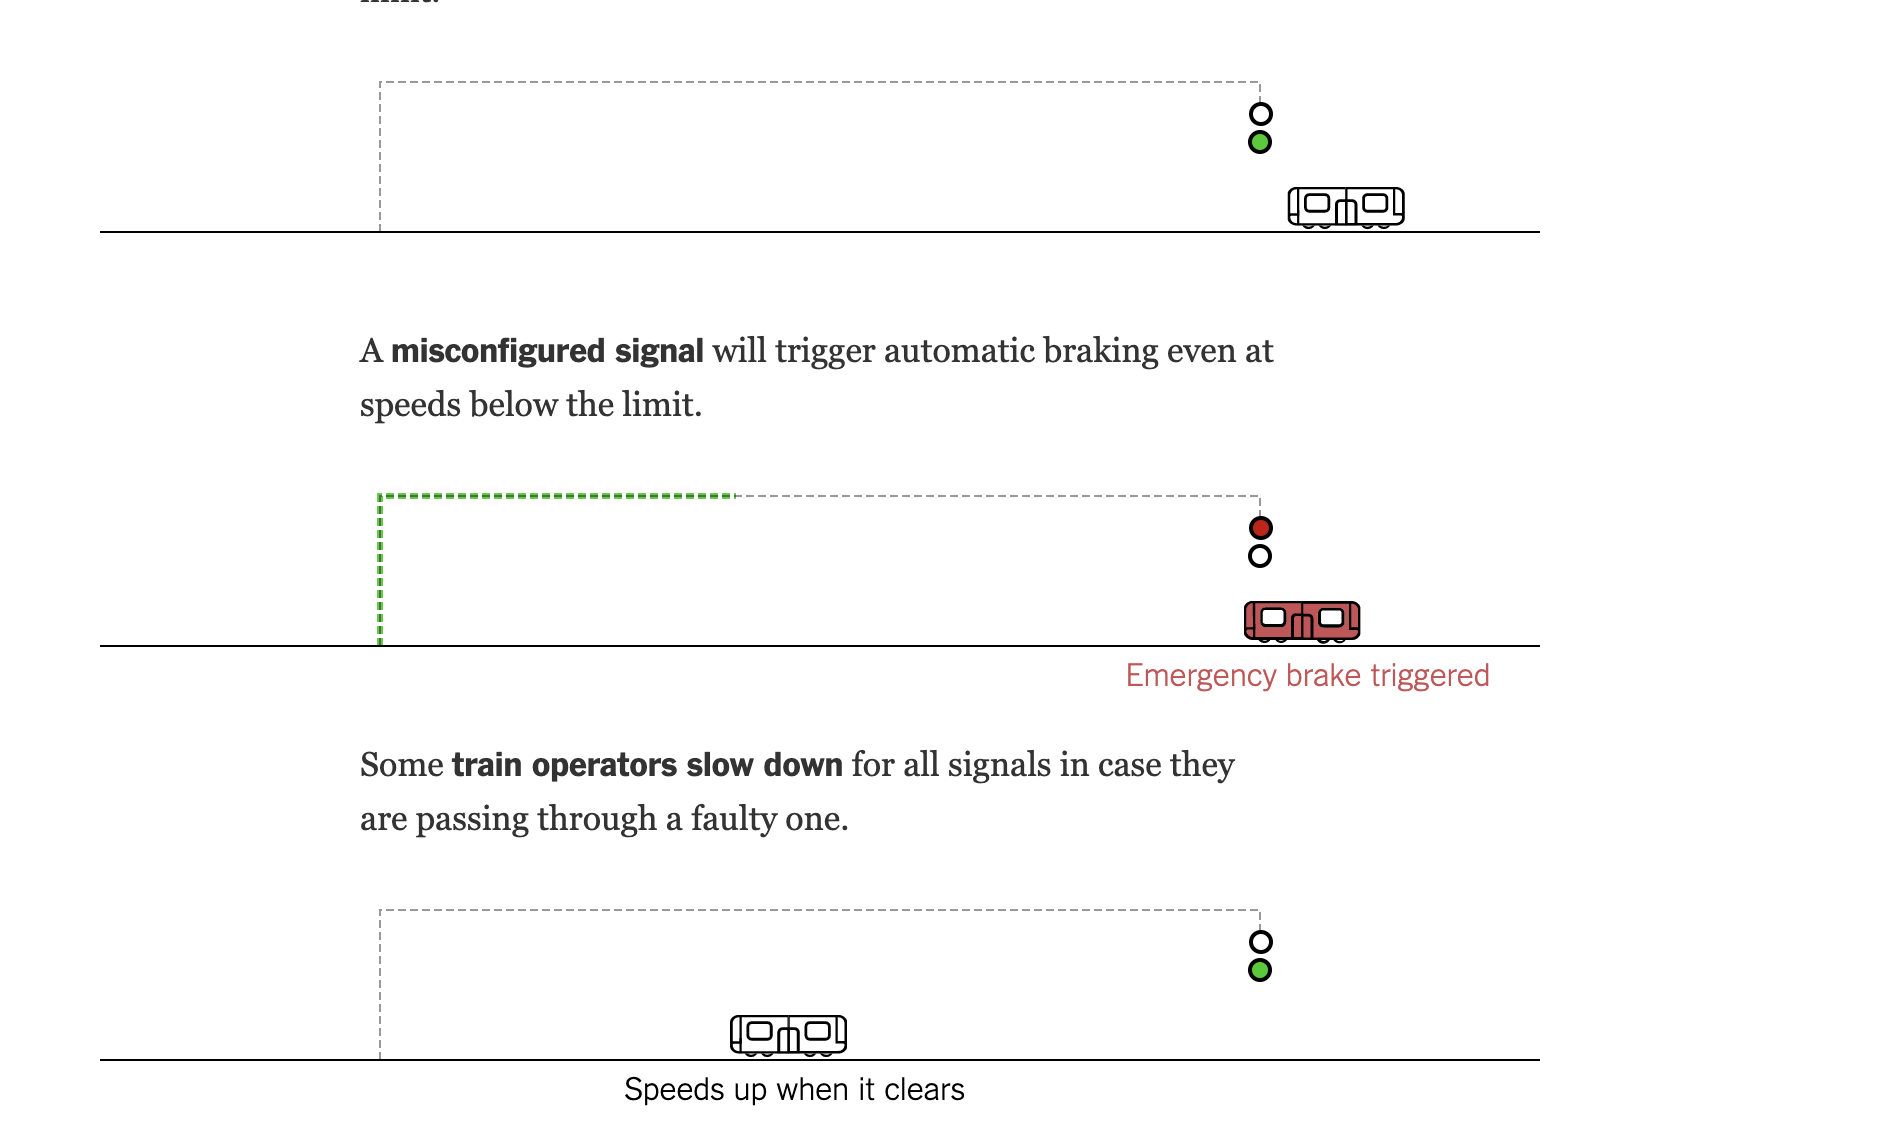 A misconfigured signal will trigger automatic braking even at
speeds below the limit.
Emergency brake triggered
Some train operators slow down for all signals in case they
are passing through a faulty one.
Speeds up when it clears